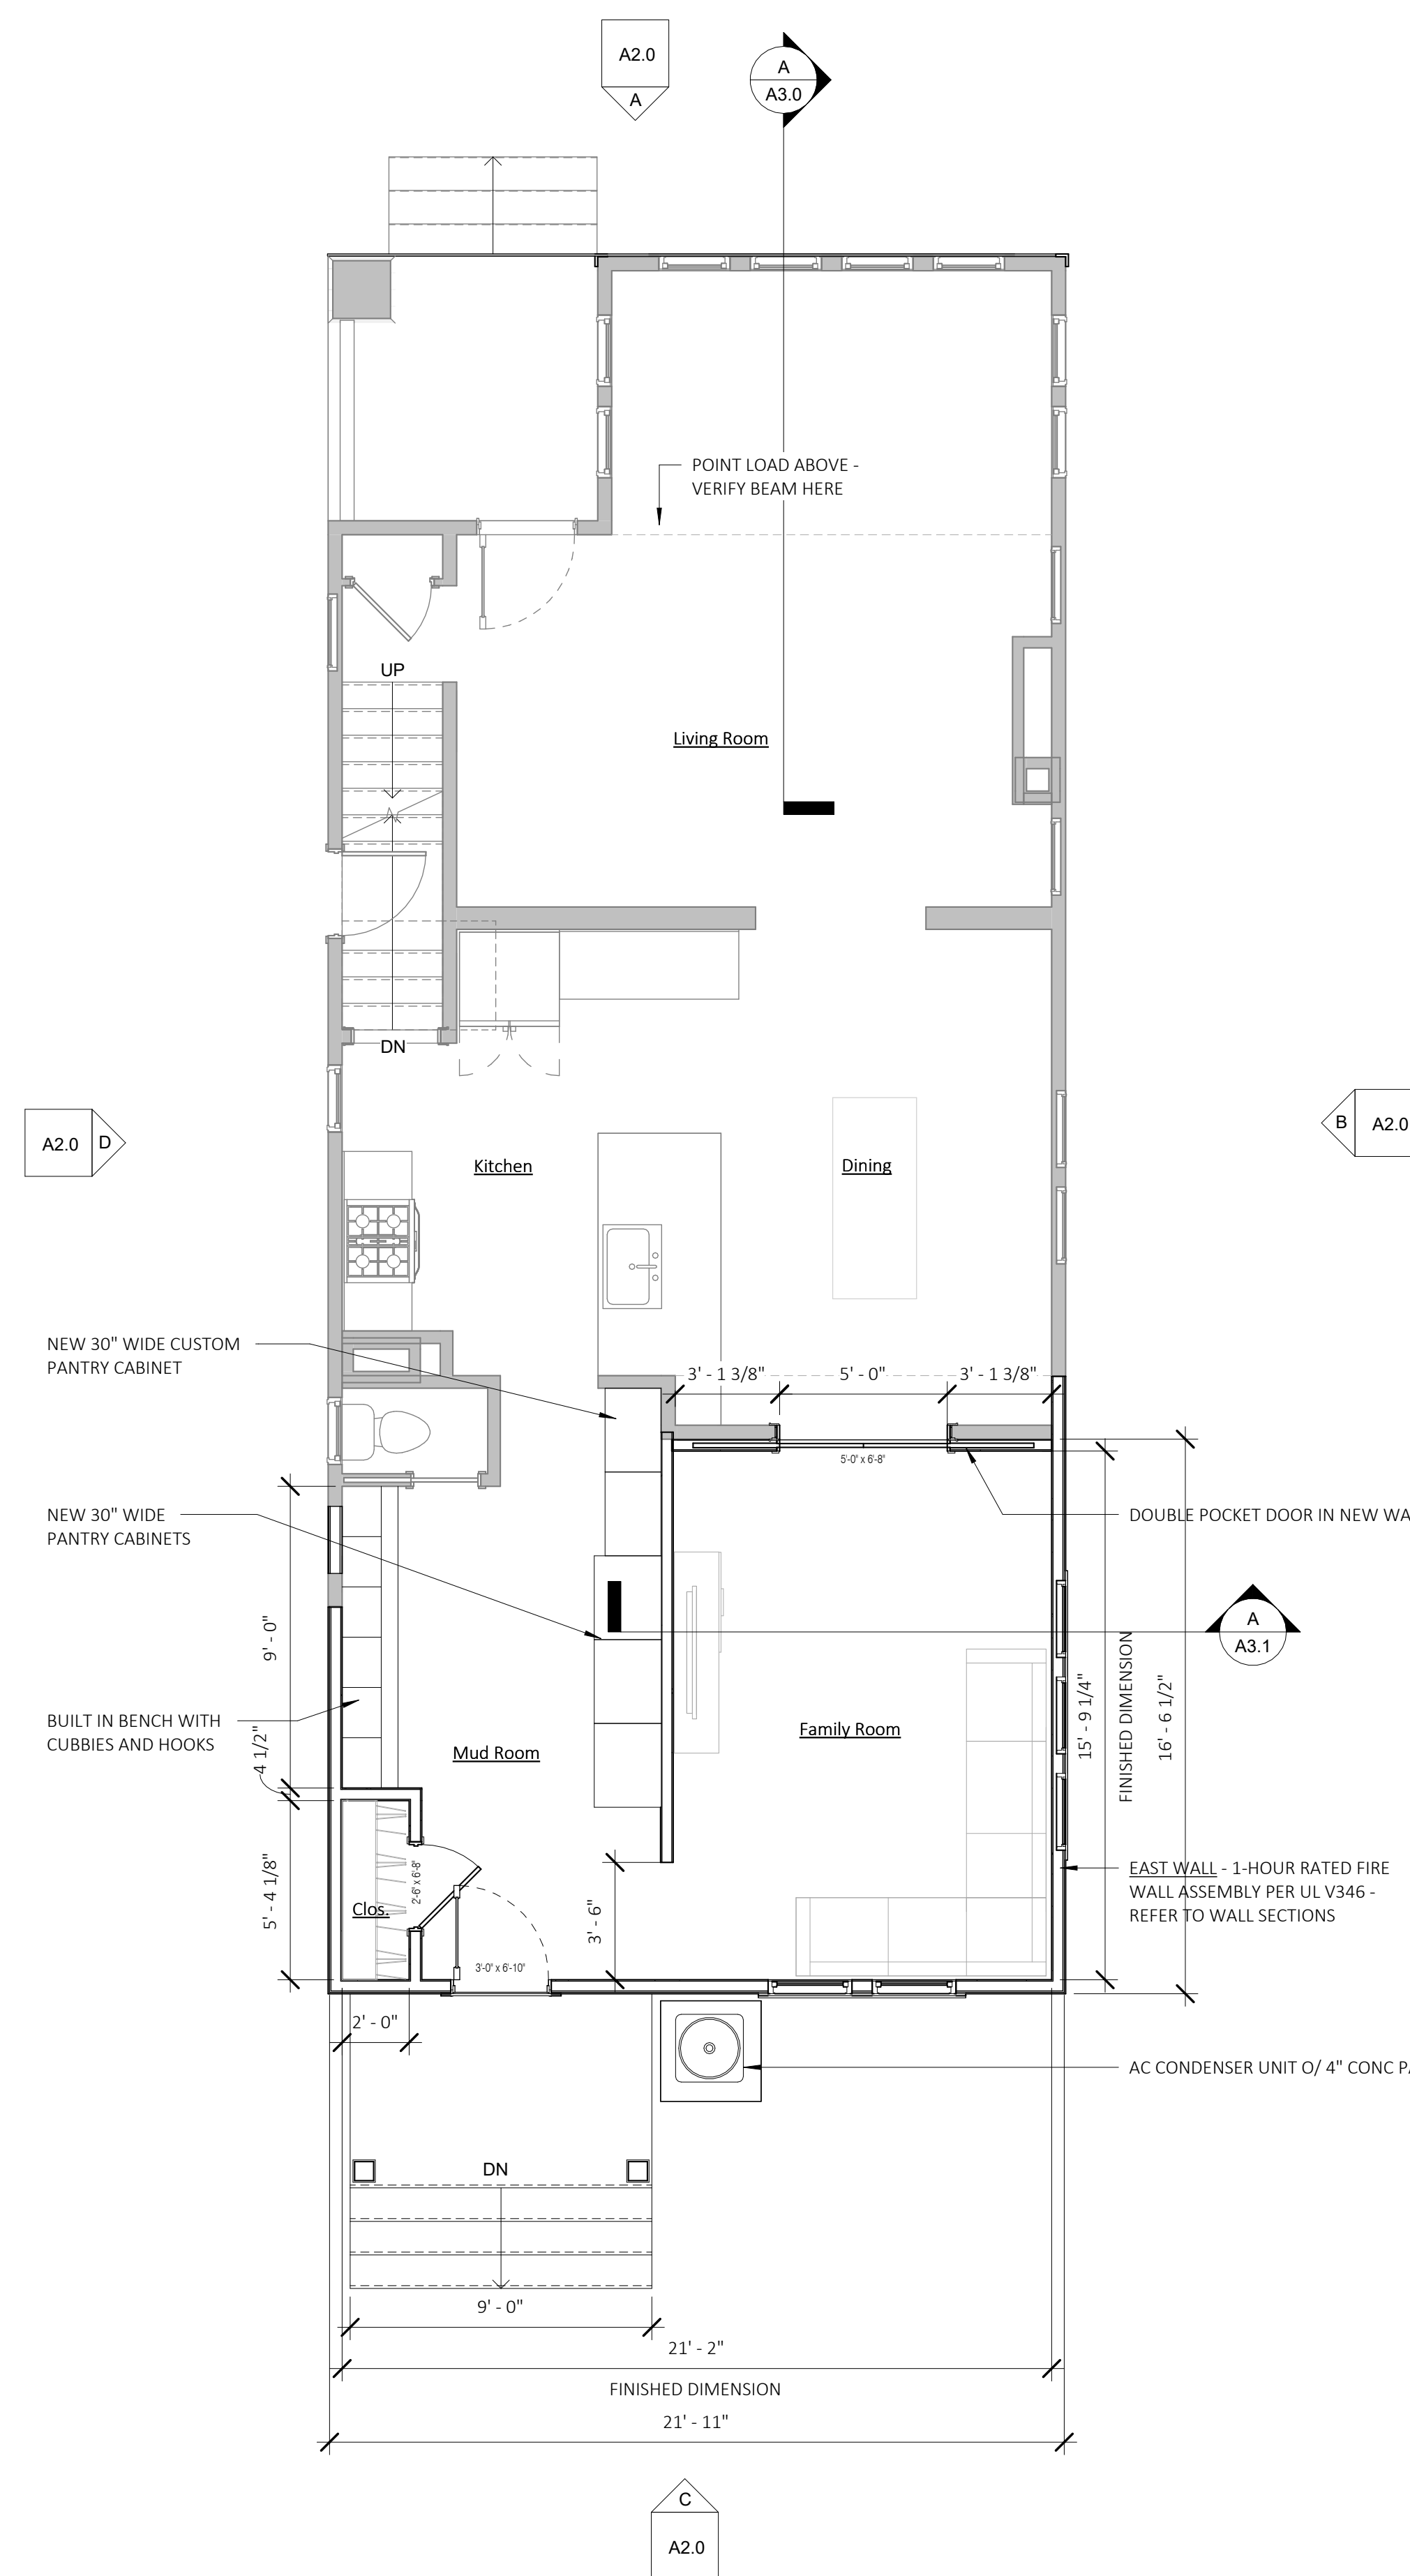 A2.0
A
A
A3.0
POINT LOAD ABOVE -
VERIFY BEAM HERE
UP
Living Room
DN
A2.0
D
B
A2.0
Kitchen
Dining
NEW 30" WIDE CUSTOM
PANTRY CABINET
3' - 1 3/8"
5' - 0"
3' - 1 3/8"
5'-0" x 6'-8"
NEW 30" WIDE
PANTRY CABINETS
DOUBLE POCKET DOOR IN NEW
9' - 0"
A
A3.1
FINISHED DIMENSION
15' - 9 1/4"
16' - 6 1/2"
BUILT IN BENCH WITH
CUBBIES AND HOOKS
4 1/2"
Family Room
Mud Room
5' - 4 1/8"
2'-6" x 6'-8"
Clos.
EAST WALL - 1-HOUR RATED FIRE
WALL ASSEMBLY PER UL V346 -
REFER TO WALL SECTIONS
3' - 6"
3'-0" x 6'-10"
2' - 0"
AC CONDENSER UNIT O/ 4" CONC
DN
9' - 0"
21' - 2"
FINISHED DIMENSION
21' - 11"
C
A2.0